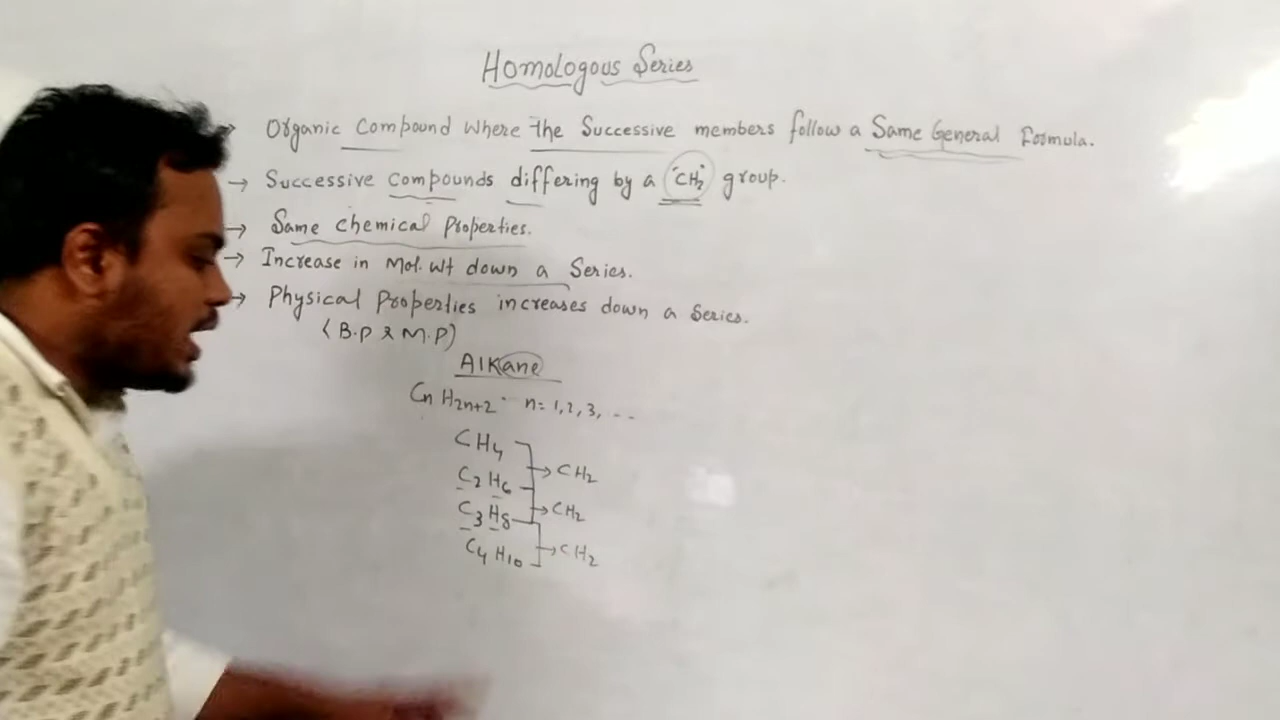 Homologous Series
→ Organic Compound Where the Successive members follow a Same General Formula.
→ Successive Compounds differing by a "CH2" group.
→ Same chemical Properties.
→ Increase in Mol. wt down a Series.
→ Physical Properties increases down a Series.
(B.P & M.P)
Alkane
CnH2n+2 n= 1, 2, 3, ...
CH4
→ CH2
C2H6
→ CH2
C3H8
→ CH2
C4H10